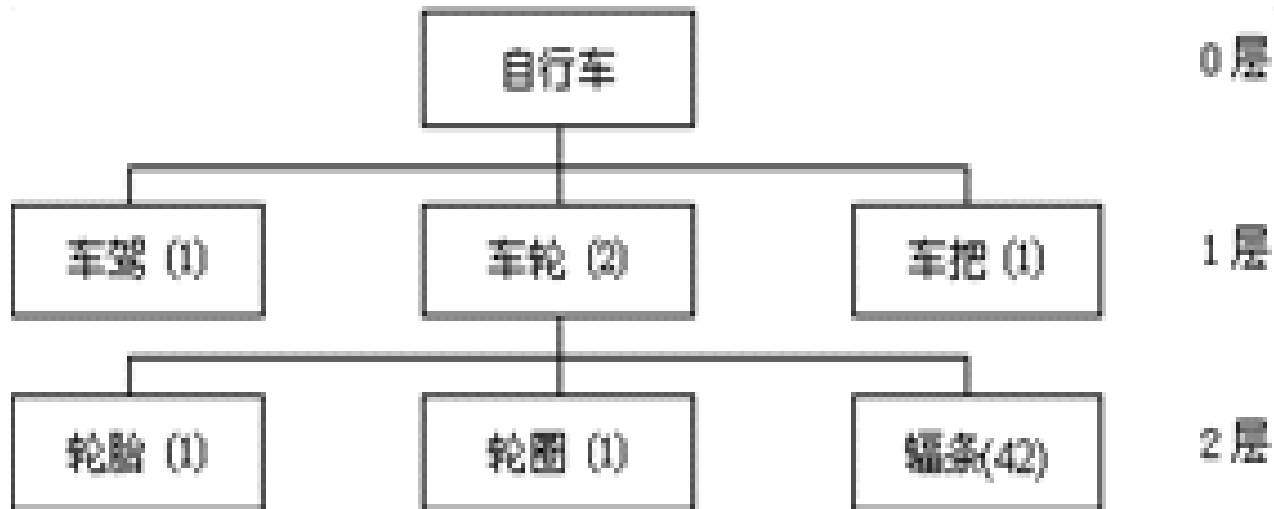 自行车
0 层
车驾 (1)
车轮 (2)
车把 (1)
1 层
轮胎 (1)
轮圈 (1)
辐条(42)
2 层